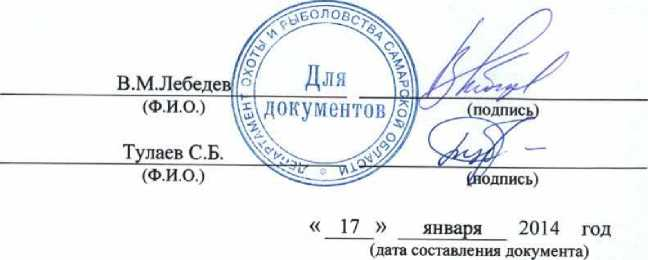 ДЕПАРТАМЕНТ ОХОТЫ И РЫБОЛОВСТВА САМАРСКОЙ ОБЛАСТИ
Для
документов
В.М.Лебедев
(Ф.И.О.)
(подпись)
Тулаев С.Б.
(Ф.И.О.)
(подпись)
« 17 » января 2014 год
(дата составления документа)